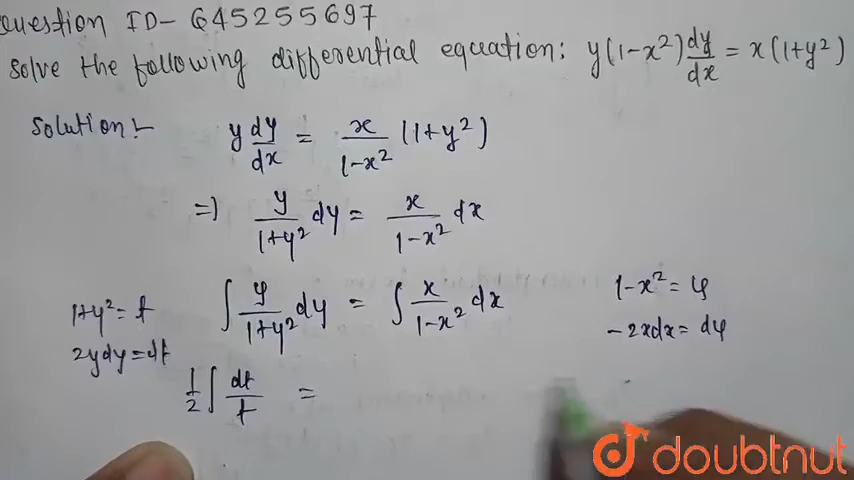 Question ID- Q45255697
Solve the following differential equation: y(1-x²)dy/dx = x(1+y²)
Solution:- y dy/dx = x/(1-x²) (1+y²)
=) y/(1+y²) dy = x/(1-x²) dx
1+y²=t ∫ y/(1+y²) dy = ∫ x/(1-x²) dx 1-x²=φ
2ydy=dt -2xdx=dφ
1/2 ∫ dt/t =
doubtnut